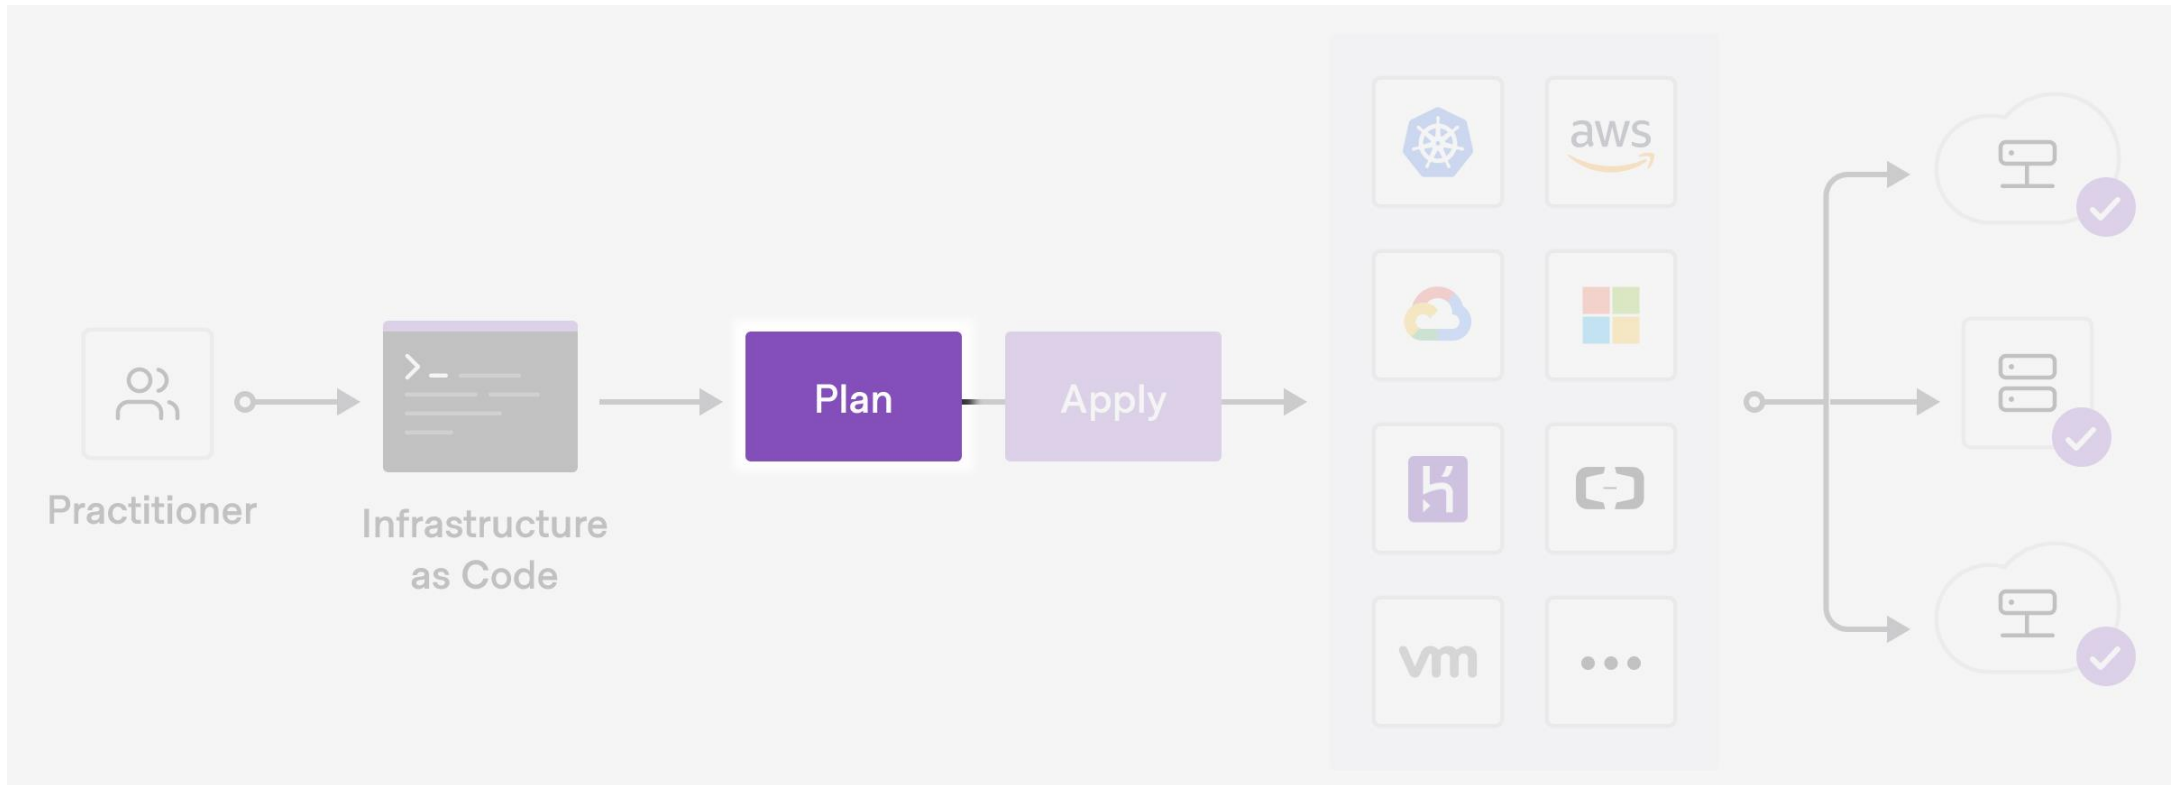 Practitioner
Infrastructure
as Code
Plan
Apply
aws
vm